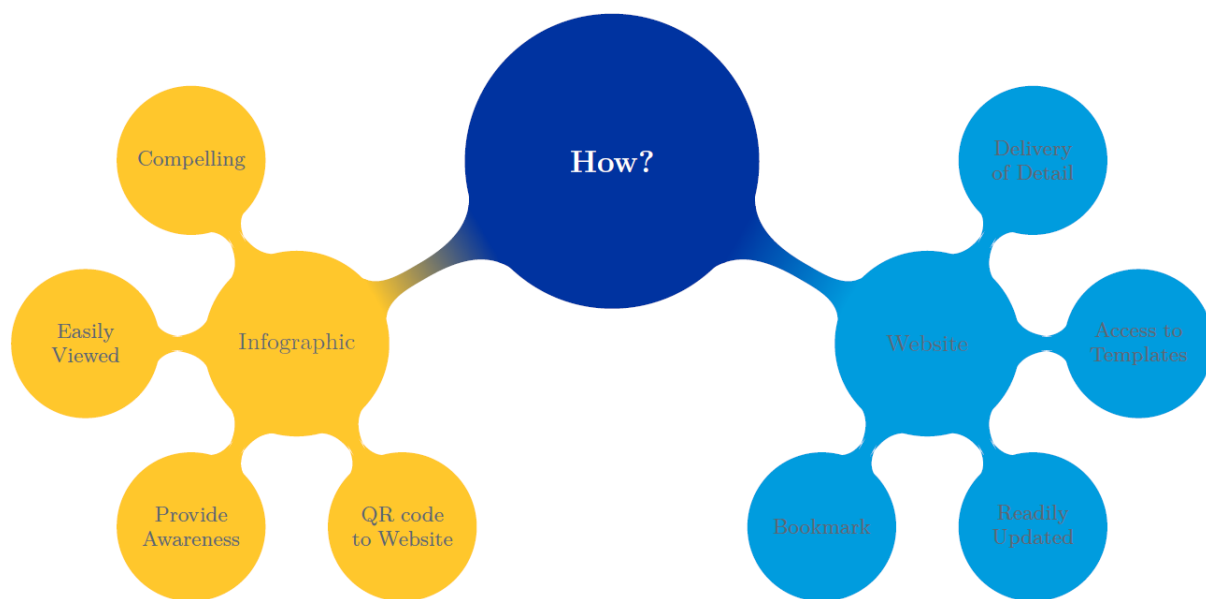 How?
Infographic
Compelling
Easily
Viewed
Provide
Awareness
QR code
to Website
Website
Delivery
of Detail
Access to
Templates
Readily
Updated
Bookmark